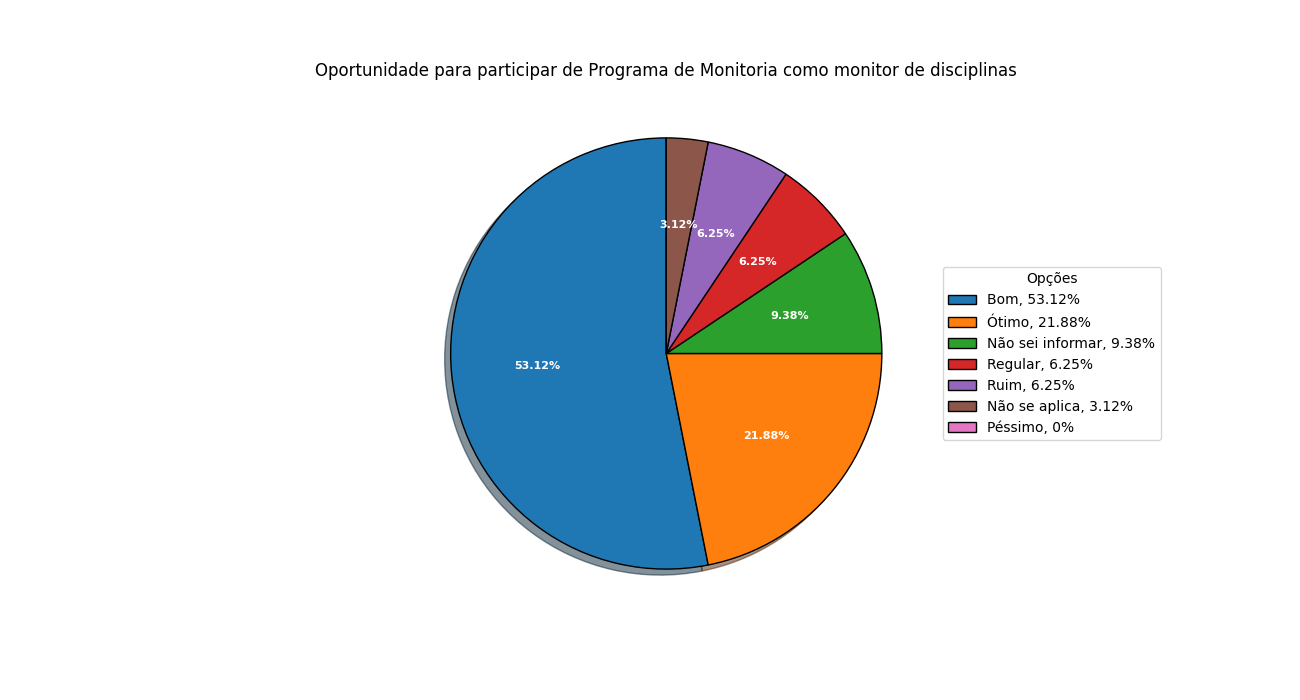 Oportunidade para participar de Programa de Monitoria como monitor de disciplinas
3.12%
6.25%
6.25%
9.38%
53.12%
21.88%
Opções
Bom, 53.12%
Ótimo, 21.88%
Não sei informar, 9.38%
Regular, 6.25%
Ruim, 6.25%
Não se aplica, 3.12%
Péssimo, 0%